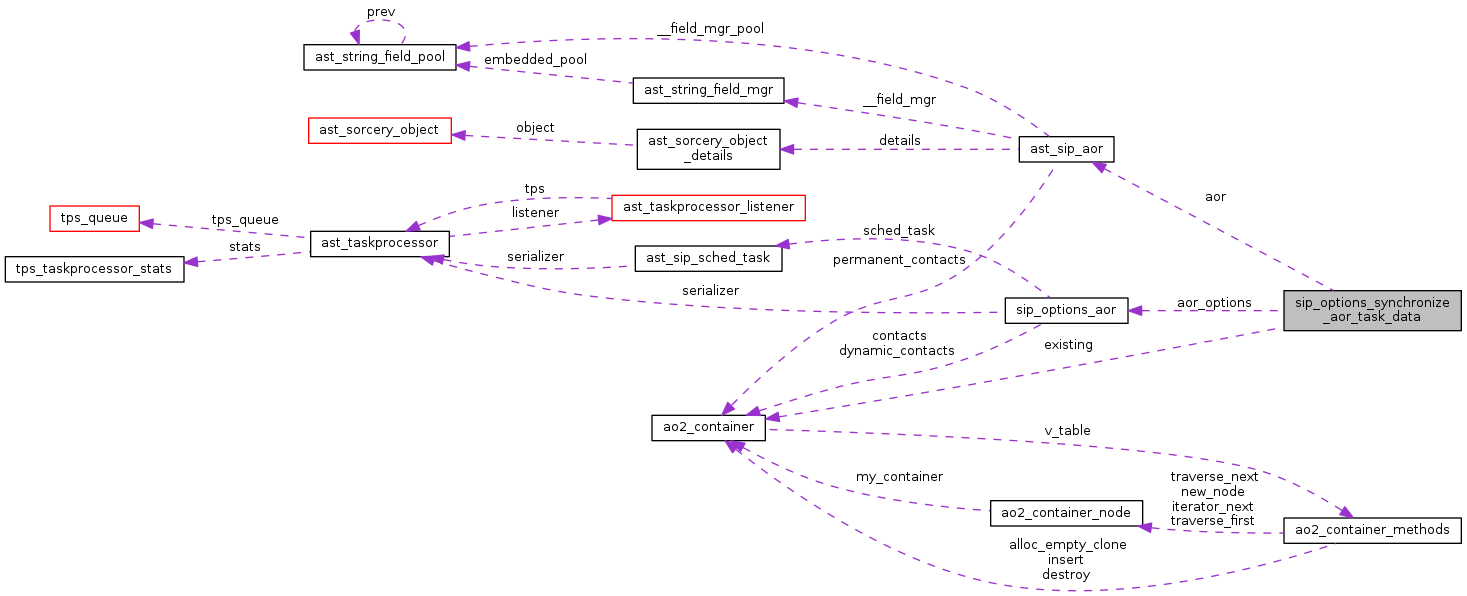 prev
__field_mgr_pool
ast_string_field_pool
embedded_pool
ast_string_field_mgr
__field_mgr
ast_sorcery_object
object
ast_sorcery_object
_details
details
ast_sip_aor
tps
aor
tps_queue
tps_queue
listener
ast_taskprocessor_listener
stats
ast_taskprocessor
sched_task
tps_taskprocessor_stats
serializer
ast_sip_sched_task
permanent_contacts
serializer
sip_options_aor
aor_options
sip_options_synchronize
_aor_task_data
contacts
dynamic_contacts
existing
ao2_container
v_table
my_container
traverse_next
new_node
iterator_next
traverse_first
ao2_container_node
ao2_container_methods
alloc_empty_clone
insert
destroy